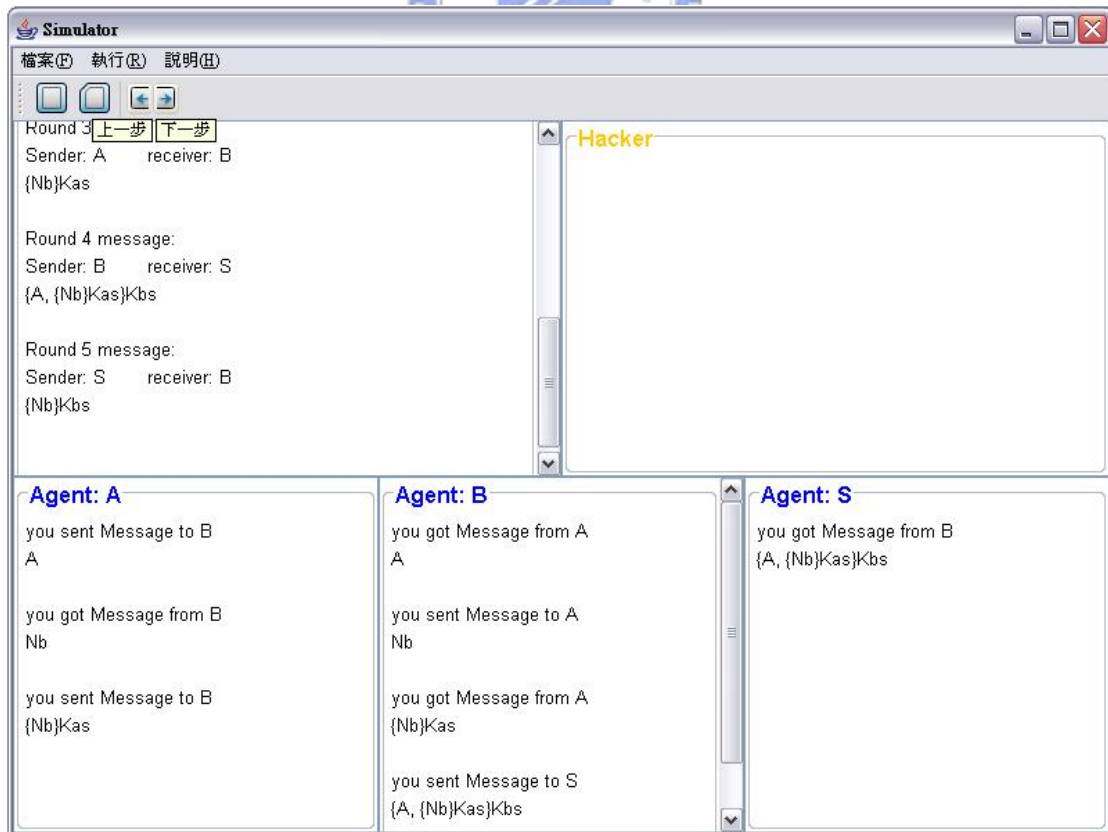 Simulator
檔案(F) 執行(R) 說明(H)
上一步 下一步
Round 3
Sender: A receiver: B
{Nb}Kas
Round 4 message:
Sender: B receiver: S
{A, {Nb}Kas}Kbs
Round 5 message:
Sender: S receiver: B
{Nb}Kbs
Hacker
Agent: A
you sent Message to B
A
you got Message from B
Nb
you sent Message to B
{Nb}Kas
Agent: B
you got Message from A
A
you sent Message to A
Nb
you got Message from A
{Nb}Kas
you sent Message to S
{A, {Nb}Kas}Kbs
Agent: S
you got Message from B
{A, {Nb}Kas}Kbs